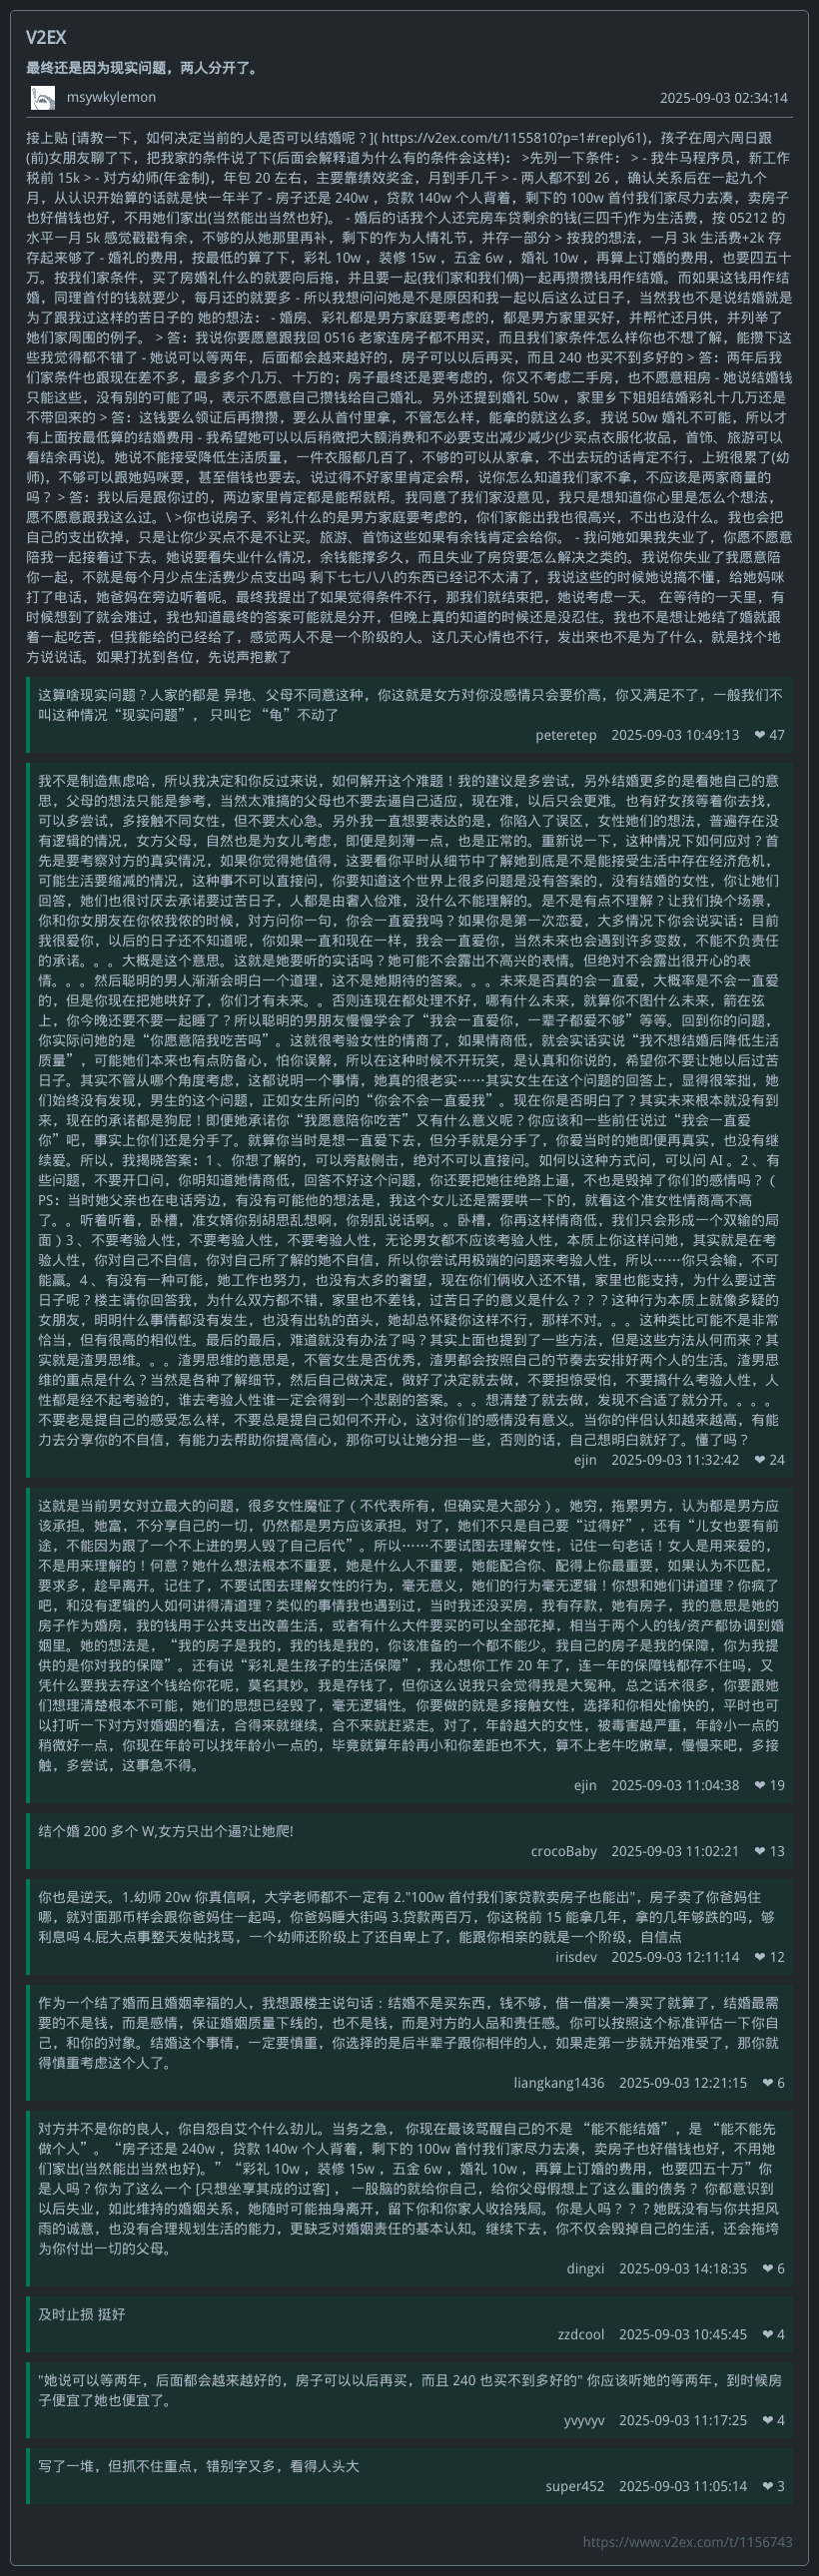 V2EX
最终还是因为现实问题，两人分开了。
msywkylemon 2025-09-03 02:34:14
接上贴 [请教一下，如何决定当前的人是否可以结婚呢？]( https://v2ex.com/t/1155810?p=1#reply61)，孩子在周六周日跟
(前)女朋友聊了下，把我家的条件说了下(后面会解释道为什么有的条件会这样)： >先列一下条件： > - 我牛马程序员，新工作
税前 15k > - 对方幼师(年金制)，年包 20 左右，主要靠绩效奖金，月到手几千 > - 两人都不到 26 ，确认关系后在一起九个
月，从认识开始算的话就是快一年半了 - 房子还是 240w ，贷款 140w 个人背着，剩下的 100w 首付我们家尽力去凑，卖房子
也好借钱也好，不用她们家出(当然能出当然也好)。 - 婚后的话我个人还完房车贷剩余的钱(三四千)作为生活费，按 05212 的
水平一月 5k 感觉戳戳有余，不够的从她那里再补，剩下的作为人情礼节，并存一部分 > 按我的想法，一月 3k 生活费+2k 存
存起来够了 - 婚礼的费用，按最低的算了下，彩礼 10w ，装修 15w ，五金 6w ，婚礼 10w ，再算上订婚的费用，也要四五十
万。按我们家条件，买了房婚礼什么的就要向后拖，并且要一起(我们家和我们俩)一起再攒攒钱用作结婚。而如果这钱用作结
婚，同理首付的钱就要少，每月还的就要多 - 所以我想问问她是不是原因和我一起以后这么过日子，当然我也不是说结婚就是
为了跟我过这样的苦日子的 她的想法： - 婚房、彩礼都是男方家庭要考虑的，都是男方家里买好，并帮忙还月供，并列举了
她们家周围的例子。 > 答：我说你要愿意跟我回 0516 老家连房子都不用买，而且我们家条件怎么样你也不想了解，能攒下这
些我觉得都不错了 - 她说可以等两年，后面都会越来越好的，房子可以以后再买，而且 240 也买不到多好的 > 答：两年后我
们家条件也跟现在差不多，最多多个几万、十万的；房子最终还是要考虑的，你又不考虑二手房，也不愿意租房 - 她说结婚钱
只能这些，没有别的可能了吗，表示不愿意自己攒钱给自己婚礼。另外还提到婚礼 50w ，家里乡下姐姐结婚彩礼十几万还是
不带回来的 > 答：这钱要么领证后再攒攒，要么从首付里拿，不管怎么样，能拿的就这么多。我说 50w 婚礼不可能，所以才
有上面按最低算的结婚费用 - 我希望她可以以后稍微把大额消费和不必要支出减少减少(少买点衣服化妆品，首饰、旅游可以
看结余再说)。她说不能接受降低生活质量，一件衣服都几百了，不够的可以从家拿，不出去玩的话肯定不行，上班很累了(幼
师)，不够可以跟她妈咪要，甚至借钱也要去。说过得不好家里肯定会帮，说你怎么知道我们家不拿，不应该是两家商量的
吗？ > 答：我以后是跟你过的，两边家里肯定都是能帮就帮。我同意了我们家没意见，我只是想知道你心里是怎么个想法，
愿不愿意跟我这么过。\ >你也说房子、彩礼什么的是男方家庭要考虑的，你们家能出我也很高兴，不出也没什么。我也会把
自己的支出砍掉，只是让你少买点不是不让买。旅游、首饰这些如果有余钱肯定会给你。 - 我问她如果我失业了，你愿不愿意
陪我一起接着过下去。她说要看失业什么情况，余钱能撑多久，而且失业了房贷要怎么解决之类的。我说你失业了我愿意陪
你一起，不就是每个月少点生活费少点支出吗 剩下七七八八的东西已经记不太清了，我说这些的时候她说搞不懂，给她妈咪
打了电话，她爸妈在旁边听着呢。最终我提出了如果觉得条件不行，那我们就结束把，她说考虑一天。 在等待的一天里，有
时候想到了就会难过，我也知道最终的答案可能就是分开，但晚上真的知道的时候还是没忍住。我也不是想让她结了婚就跟
着一起吃苦，但我能给的已经给了，感觉两人不是一个阶级的人。这几天心情也不行，发出来也不是为了什么，就是找个地
方说说话。如果打扰到各位，先说声抱歉了
这算啥现实问题？人家的都是 异地、父母不同意这种，你这就是女方对你没感情只会要价高，你又满足不了，一般我们不
叫这种情况“现实问题”， 只叫它 “龟”不动了
peteretep 2025-09-03 10:49:13 ❤ 47
我不是制造焦虑哈，所以我决定和你反过来说，如何解开这个难题！我的建议是多尝试，另外结婚更多的是看她自己的意
思，父母的想法只能是参考，当然太难搞的父母也不要去逼自己适应，现在难，以后只会更难。也有好女孩等着你去找，
可以多尝试，多接触不同女性，但不要太心急。另外我一直想要表达的是，你陷入了误区，女性她们的想法，普遍存在没
有逻辑的情况，女方父母，自然也是为女儿考虑，即便是刻薄一点，也是正常的。重新说一下，这种情况下如何应对？首
先是要考察对方的真实情况，如果你觉得她值得，这要看你平时从细节中了解她到底是不是能接受生活中存在经济危机，
可能生活要缩减的情况，这种事不可以直接问，你要知道这个世界上很多问题是没有答案的，没有结婚的女性，你让她们
回答，她们也很讨厌去承诺要过苦日子，人都是由奢入俭难，没什么不能理解的。是不是有点不理解？让我们换个场景，
你和你女朋友在你侬我侬的时候，对方问你一句，你会一直爱我吗？如果你是第一次恋爱，大多情况下你会说实话：目前
我很爱你，以后的日子还不知道呢，你如果一直和现在一样，我会一直爱你，当然未来也会遇到许多变数，不能不负责任
的承诺。。。大概是这个意思。这就是她要听的实话吗？她可能不会露出不高兴的表情。但绝对不会露出很开心的表
情。。。然后聪明的男人渐渐会明白一个道理，这不是她期待的答案。。。未来是否真的会一直爱，大概率是不会一直爱
的，但是你现在把她哄好了，你们才有未来。。否则连现在都处理不好，哪有什么未来，就算你不图什么未来，箭在弦
上，你今晚还要不要一起睡了？所以聪明的男朋友慢慢学会了“我会一直爱你，一辈子都爱不够”等等。回到你的问题，
你实际问她的是“你愿意陪我吃苦吗”。这就很考验女性的情商了，如果情商低，就会实话实说“我不想结婚后降低生活
质量”，可能她们本来也有点防备心，怕你误解，所以在这种时候不开玩笑，是认真和你说的，希望你不要让她以后过苦
日子。其实不管从哪个角度考虑，这都说明一个事情，她真的很老实……其实女生在这个问题的回答上，显得很笨拙，她
们始终没有发现，男生的这个问题，正如女生所问的“你会不会一直爱我”。现在你是否明白了？其实未来根本就没有到
来，现在的承诺都是狗屁！即便她承诺你“我愿意陪你吃苦”又有什么意义呢？你应该和一些前任说过“我会一直爱
你”吧，事实上你们还是分手了。就算你当时是想一直爱下去，但分手就是分手了，你爱当时的她即便再真实，也没有继
续爱。所以，我揭晓答案：1 、你想了解的，可以旁敲侧击，绝对不可以直接问。如何以这种方式问，可以问 AI 。2 、有
些问题，不要开口问，你明知道她情商低，回答不好这个问题，你还要把她往绝路上逼，不也是毁掉了你们的感情吗？（
PS：当时她父亲也在电话旁边，有没有可能他的想法是，我这个女儿还是需要哄一下的，就看这个准女性情商高不高
了。。听着听着，卧槽，准女婿你别胡思乱想啊，你别乱说话啊。。卧槽，你再这样情商低，我们只会形成一个双输的局
面 ) 3 、不要考验人性，不要考验人性，不要考验人性，无论男女都不应该考验人性，本质上你这样问她，其实就是在考
验人性，你对自己不自信，你对自己所了解的她不自信，所以你尝试用极端的问题来考验人性，所以……你只会输，不可
能赢。4 、有没有一种可能，她工作也努力，也没有太多的奢望，现在你们俩收入还不错，家里也能支持，为什么要过苦
日子呢？楼主请你回答我，为什么双方都不错，家里也不差钱，过苦日子的意义是什么？？？这种行为本质上就像多疑的
女朋友，明明什么事情都没有发生，也没有出轨的苗头，她却总怀疑你这样不行，那样不对。。。这种类比可能不是非常
恰当，但有很高的相似性。最后的最后，难道就没有办法了吗？其实上面也提到了一些方法，但是这些方法从何而来？其
实就是渣男思维。。。渣男思维的意思是，不管女生是否优秀，渣男都会按照自己的节奏去安排好两个人的生活。渣男思
维的重点是什么？当然是各种了解细节，然后自己做决定，做好了决定就去做，不要担惊受怕，不要搞什么考验人性，人
性都是经不起考验的，谁去考验人性谁一定会得到一个悲剧的答案。。。想清楚了就去做，发现不合适了就分开。。。。
不要老是提自己的感受怎么样，不要总是提自己如何不开心，这对你们的感情没有意义。当你的伴侣认知越来越高，有能
力去分享你的不自信，有能力去帮助你提高信心，那你可以让她分担一些，否则的话，自己想明白就好了。懂了吗？
ejin 2025-09-03 11:32:42 ❤ 24
这就是当前男女对立最大的问题，很多女性魔怔了（不代表所有，但确实是大部分）。她穷，拖累男方，认为都是男方应
该承担。她富，不分享自己的一切，仍然都是男方应该承担。对了，她们不只是自己要“过得好”，还有“儿女也要有前
途，不能因为跟了一个不上进的男人毁了自己后代”。所以……不要试图去理解女性，记住一句老话！女人是用来爱的，
不是用来理解的！何意？她什么想法根本不重要，她是什么人不重要，她能配合你、配得上你最重要，如果认为不匹配，
要求多，趁早离开。记住了，不要试图去理解女性的行为，毫无意义，她们的行为毫无逻辑！你想和她们讲道理？你疯了
吧，和没有逻辑的人如何讲得清道理？类似的事情我也遇到过，当时我还没买房，我有存款，她有房子，我的意思是她的
房子作为婚房，我的钱用于公共支出改善生活，或者有什么大件要买的可以全部花掉，相当于两个人的钱/资产都协调到婚
姻里。她的想法是，“我的房子是我的，我的钱是我的，你该准备的一个都不能少。我自己的房子是我的保障，你为我提
供的是你对我的保障”。还有说“彩礼是生孩子的生活保障”，我心想你工作 20 年了，连一年的保障钱都存不住吗，又
凭什么要我去存这个钱给你花呢，莫名其妙。我是存钱了，但你这么说我只会觉得我是大冤种。总之话术很多，你要跟她
们想理清楚根本不可能，她们的思想已经毁了，毫无逻辑性。你要做的就是多接触女性，选择和你相处愉快的，平时也可
以打听一下对方对婚姻的看法，合得来就继续，合不来就赶紧走。对了，年龄越大的女性，被毒害越严重，年龄小一点的
稍微好一点，你现在年龄可以找年龄小一点的，毕竟就算年龄再小和你差距也不大，算不上老牛吃嫩草，慢慢来吧，多接
触，多尝试，这事急不得。
ejin 2025-09-03 11:04:38 ❤ 19
结个婚 200 多个 W,女方只出个逼?让她爬!
crocoBaby 2025-09-03 11:02:21 ❤ 13
你也是逆天。1.幼师 20w 你真信啊，大学老师都不一定有 2."100w 首付我们家贷款卖房子也能出"，房子卖了你爸妈住
哪，就对面那币样会跟你爸妈住一起吗，你爸妈睡大街吗 3.贷款两百万，你这税前 15 能拿几年，拿的几年够跌的吗，够
利息吗 4.屁大点事整天发帖找骂，一个幼师还阶级上了还自卑上了，能跟你相亲的就是一个阶级，自信点
irisdev 2025-09-03 12:11:14 ❤ 12
作为一个结了婚而且婚姻幸福的人，我想跟楼主说句话：结婚不是买东西，钱不够，借一借凑一凑买了就算了，结婚最需
要的不是钱，而是感情，保证婚姻质量下线的，也不是钱，而是对方的人品和责任感。你可以按照这个标准评估一下你自
己，和你的对象。结婚这个事情，一定要慎重，你选择的是后半辈子跟你相伴的人，如果走第一步就开始难受了，那你就
得慎重考虑这个人了。
liangkang1436 2025-09-03 12:21:15 ❤ 6
对方并不是你的良人，你自怨自艾个什么劲儿。当务之急， 你现在最该骂醒自己的不是 “能不能结婚”，是 “能不能先
做个人”。 “房子还是 240w ，贷款 140w 个人背着，剩下的 100w 首付我们家尽力去凑，卖房子也好借钱也好，不用她
们家出(当然能出当然也好)。” “彩礼 10w ，装修 15w ，五金 6w ，婚礼 10w ，再算上订婚的费用，也要四五十万”你
是人吗？你为了这么一个 [只想坐享其成的过客] ， 一股脑的就给你自己，给你父母假想上了这么重的债务？ 你都意识到
以后失业，如此维持的婚姻关系，她随时可能抽身离开，留下你和你家人收拾残局。你是人吗？？？她既没有与你共担风
雨的诚意，也没有合理规划生活的能力，更缺乏对婚姻责任的基本认知。继续下去，你不仅会毁掉自己的生活，还会拖垮
为你付出一切的父母。
dingxi 2025-09-03 14:18:35 ❤ 6
及时止损 挺好
zzdcool 2025-09-03 10:45:45 ❤ 4
"她说可以等两年，后面都会越来越好的，房子可以以后再买，而且 240 也买不到多好的" 你应该听她的等两年，到时候房
子便宜了她也便宜了。
yvyvyv 2025-09-03 11:17:25 ❤ 4
写了一堆，但抓不住重点，错别字又多，看得人头大
super452 2025-09-03 11:05:14 ❤ 3
https://www.v2ex.com/t/1156743